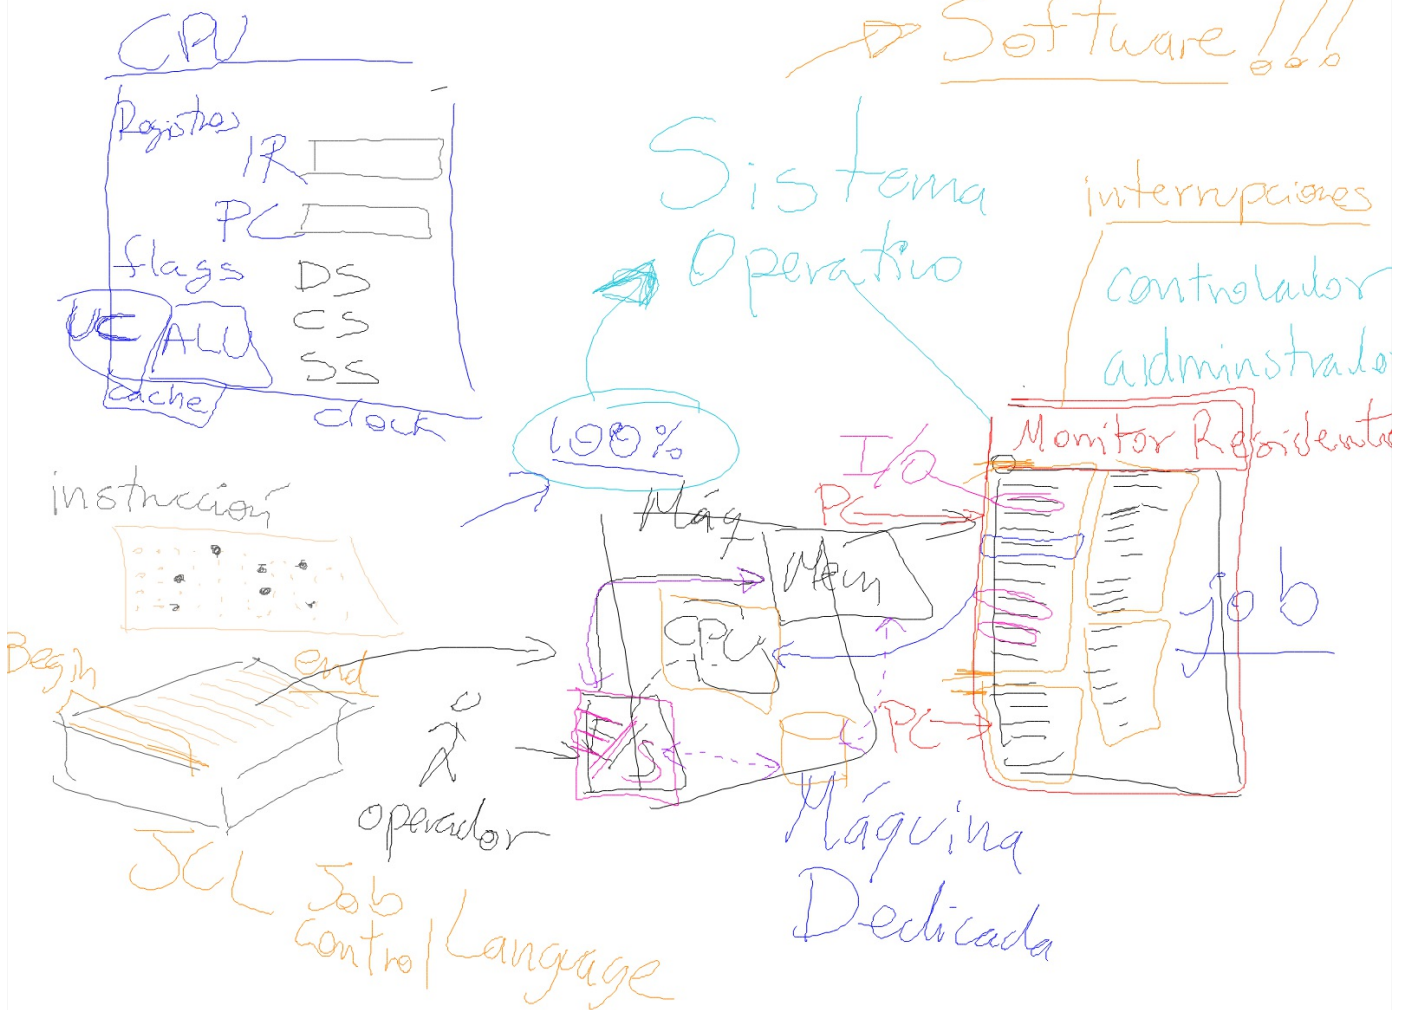 CPU
Registros
IR
PC
flags
DS
CS
SS
UC
ALU
cache
clock
Software!!!
Sistema
Operativo
interrupciones
controlador
adminstrado
100%
Monitor Residente
I/O
PC
instrucción
Máq
Mem
CPU
job
Begin
end
E/S
PC
operador
Máquina
Dedicada
JCL
Job
Control Language